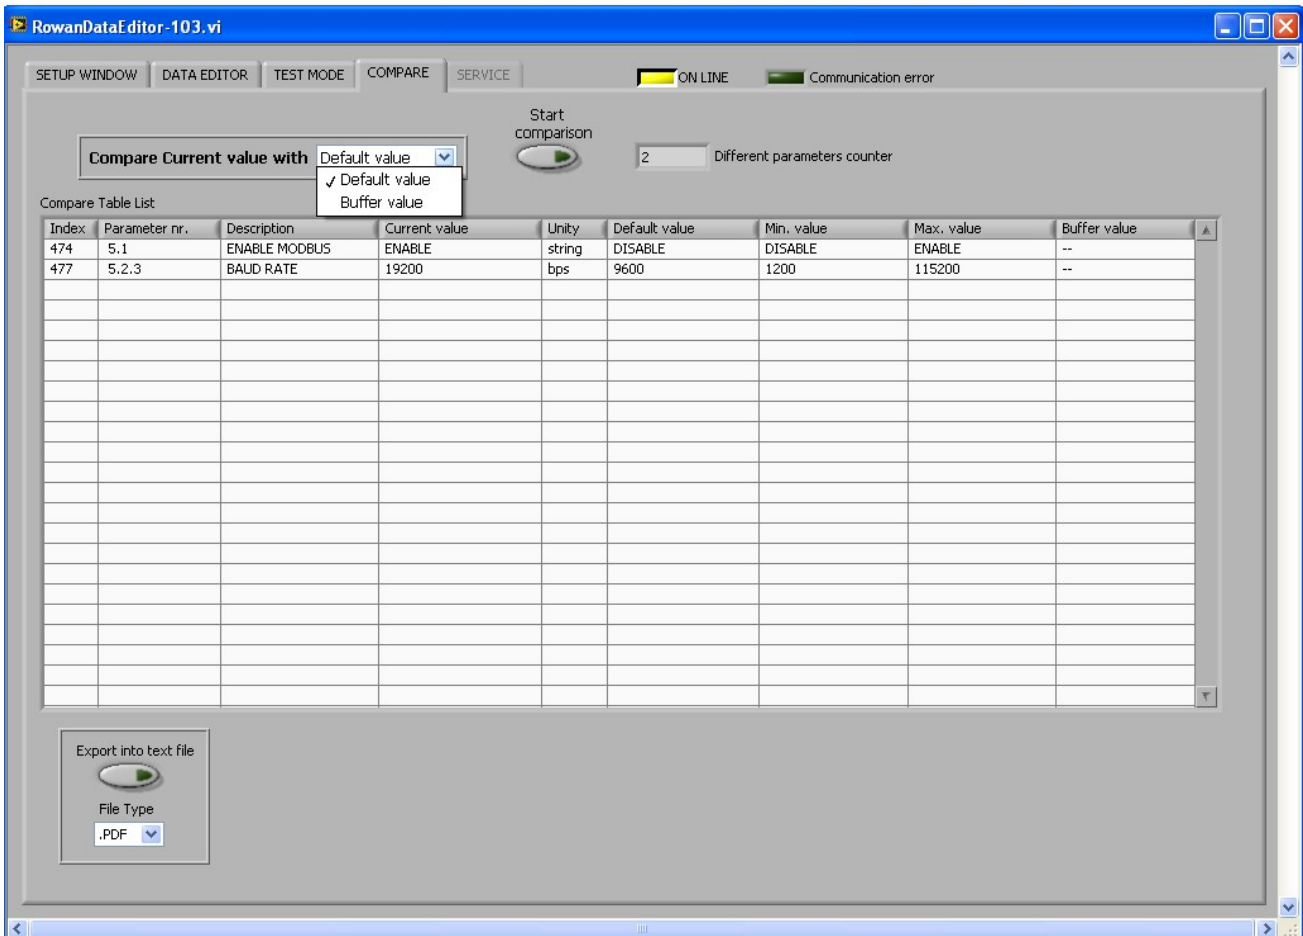 RowanDataEditor-103.vi
SETUP WINDOW DATA EDITOR TEST MODE COMPARE SERVICE ON LINE Communication error
Start
comparison
Compare Current value with Default value 2 Different parameters counter
✓ Default value
Buffer value
Compare Table List
Index Parameter nr. Description Current value Unity Default value Min. value Max. value Buffer value
474 5.1 ENABLE MODBUS ENABLE string DISABLE DISABLE ENABLE --
477 5.2.3 BAUD RATE 19200 bps 9600 1200 115200 --
Export into text file
File Type
.PDF